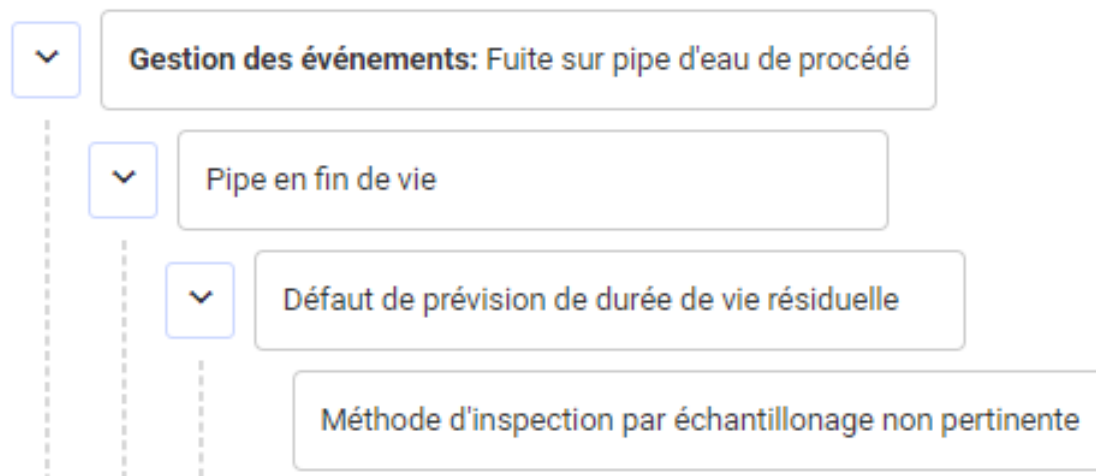 Gestion des événements: Fuite sur pipe d'eau de procédé
Pipe en fin de vie
Défaut de prévision de durée de vie résiduelle
Méthode d'inspection par échantillonage non pertinente